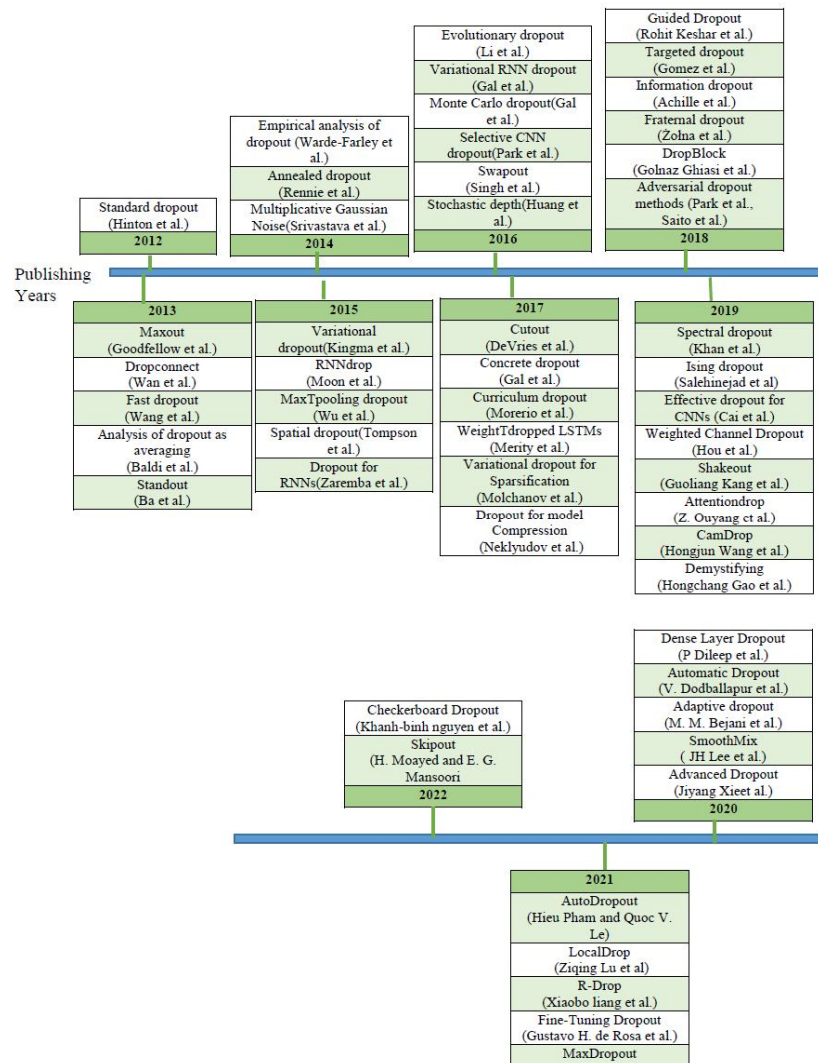 Standard dropout
(Hinton et al.)
2012
Empirical analysis of
dropout (Warde-Farley et
al.)
Annealed dropout
(Rennie et al.)
Multiplicative Gaussian
Noise(Srivastava et al.)
2014
Evolutionary dropout
(Li et al.)
Variational RNN dropout
(Gal et al.)
Monte Carlo dropout(Gal
et al.)
Selective CNN
dropout(Park et al.)
Swapout
(Singh et al.)
Stochastic depth(Huang
et al.)
2016
Guided Dropout
(Rohit Keshar et al.)
Targeted dropout
(Gomez et al.)
Information dropout
(Achille et al.)
Fraternal dropout
(Żołna et al.)
DropBlock
(Golnaz Ghiasi et al.)
Adversarial dropout
methods (Park et al.,
Saito et al.)
2018
Publishing
Years
2013
Maxout
(Goodfellow et al.)
Dropconnect
(Wan et al.)
Fast dropout
(Wang et al.)
Analysis of dropout as
averaging
(Baldi et al.)
Standout
(Ba et al.)
2015
Variational
dropout(Kingma et al.)
RNNdrop
(Moon et al.)
MaxTpooling dropout
(Wu et al.)
Spatial dropout(Tompson
et al.)
Dropout for
RNNs(Zaremba et al.)
2017
Cutout
(DeVries et al.)
Concrete dropout
(Gal et al.)
Curriculum dropout
(Morerio et al.)
WeightTdropped LSTMs
(Merity et al.)
Variational dropout for
Sparsification
(Molchanov et al.)
Dropout for model
Compression
(Neklyudov et al.)
2019
Spectral dropout
(Khan et al.)
Ising dropout
(Salehinejad et al)
Effective dropout for
CNNs (Cai et al.)
Weighted Channel Dropout
(Hou et al.)
Shakeout
(Guoliang Kang et al.)
Attentiondrop
(Z. Ouyang et al.)
CamDrop
(Hongjun Wang et al.)
Demystifying
(Hongchang Gao et al.)
Checkerboard Dropout
(Khanh-binh nguyen et al.)
Skipout
(H. Moayed and E. G.
Mansoori
2022
Dense Layer Dropout
(P Dileep et al.)
Automatic Dropout
(V. Dodballapur et al.)
Adaptive dropout
(M. M. Bejani et al.)
SmoothMix
( JH Lee et al.)
Advanced Dropout
(Jiyang Xieet al.)
2020
2021
AutoDropout
(Hieu Pham and Quoc V.
Le)
LocalDrop
(Ziqing Lu et al)
R-Drop
(Xiaobo liang et al.)
Fine-Tuning Dropout
(Gustavo H. de Rosa et al.)
MaxDropout